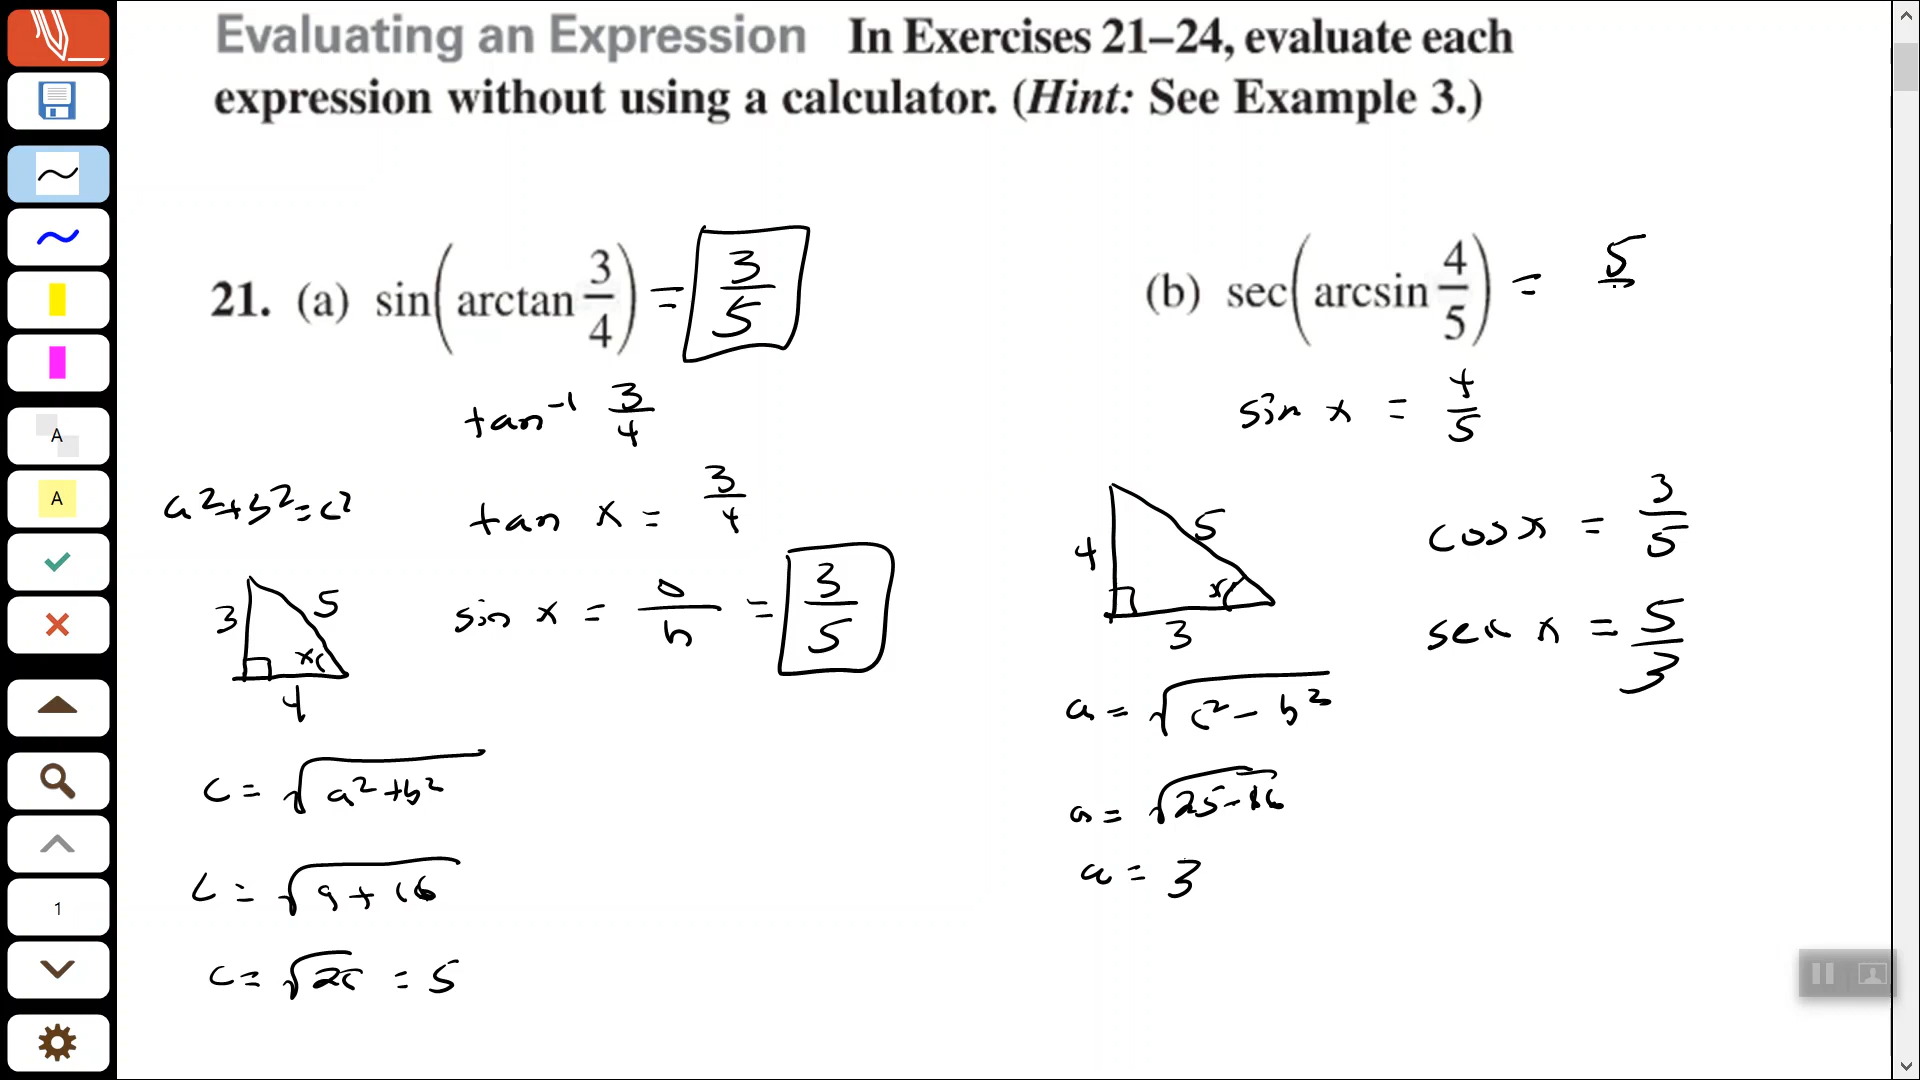 Evaluating an Expression In Exercises 21–24, evaluate each
expression without using a calculator. (Hint: See Example 3.)
21. (a) sin(arctan 3/4) = 3/5
tan⁻¹ 3/4
a²+b²=c²
tan x = 3/4
3 5
x
4
sin x = o/h = 3/5
c = √a²+b²
c = √9+16
c = √25 = 5
(b) sec(arcsin 4/5) = 5
sin x = 4/5
4 5
x
3
cos x = 3/5
sec x = 5/3
a = √c²-b²
a = √25-16
a = 3
A
A
1